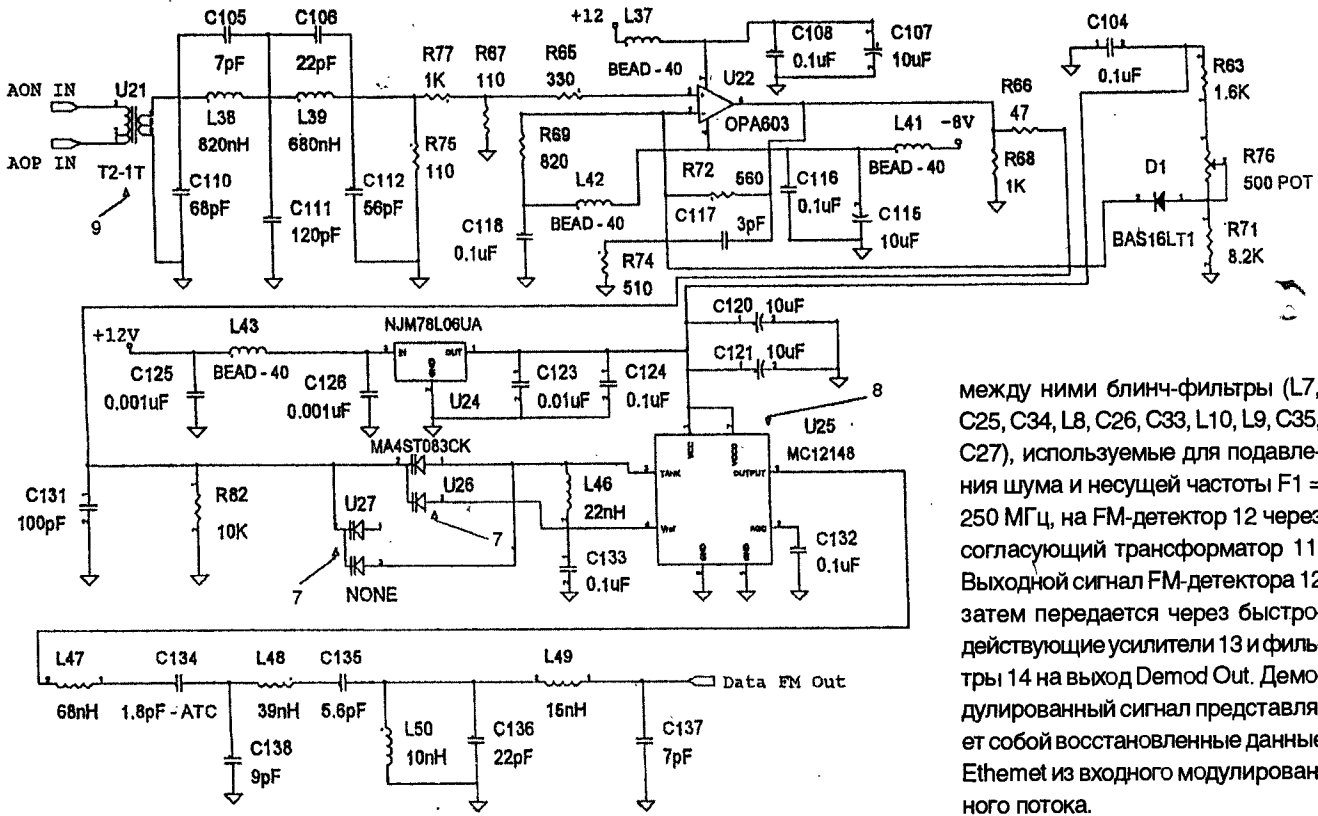 C105
7pF
C106
22pF
AON IN
AOP IN
U21
T2-1T
9
L38
820nH
L39
680nH
C110
68pF
C111
120pF
C112
56pF
R77
1K
R75
110
R67
110
R65
330
+12
L37
BEAD-40
C108
0.1uF
C107
10uF
U22
OPA603
R69
820
L42
BEAD-40
C118
0.1uF
R72
560
C117
3pF
R74
510
C116
0.1uF
C115
10uF
L41
-6V
BEAD-40
R66
47
R68
1K
C104
0.1uF
R63
1.6K
R76
500 POT
D1
BAS16LT1
R71
8.2K
+12V
L43
BEAD-40
C125
0.001uF
C126
0.001uF
NJM78L06UA
IN
OUT
GND
U24
C123
0.01uF
C124
0.1uF
C120
10uF
C121
10uF
8
U25
MC12148
TANK
OUTPUT
Vref
AGC
C132
0.1uF
MA4ST083CK
U26
U27
7
7
NONE
L46
22nH
C133
0.1uF
C131
100pF
R82
10K
L47
68nH
C134
1.8pF-ATC
C138
9pF
L48
39nH
C135
5.6pF
L50
10nH
C136
22pF
L49
16nH
C137
7pF
Data FM Out
между ними блинч-фильтры (L7,
C25, C34, L8, C26, C33, L10, L9, C35,
C27), используемые для подавле-
ния шума и несущей частоты F1 =
250 МГц, на FM-детектор 12 через
согласующий трансформатор 11.
Выходной сигнал FM-детектора 12
затем передается через быстро-
действующие усилители 13 и филь-
тры 14 на выход Demod Out. Демо-
дулированный сигнал представля-
ет собой восстановленные данные
Ethernet из входного модулирован-
ного потока.